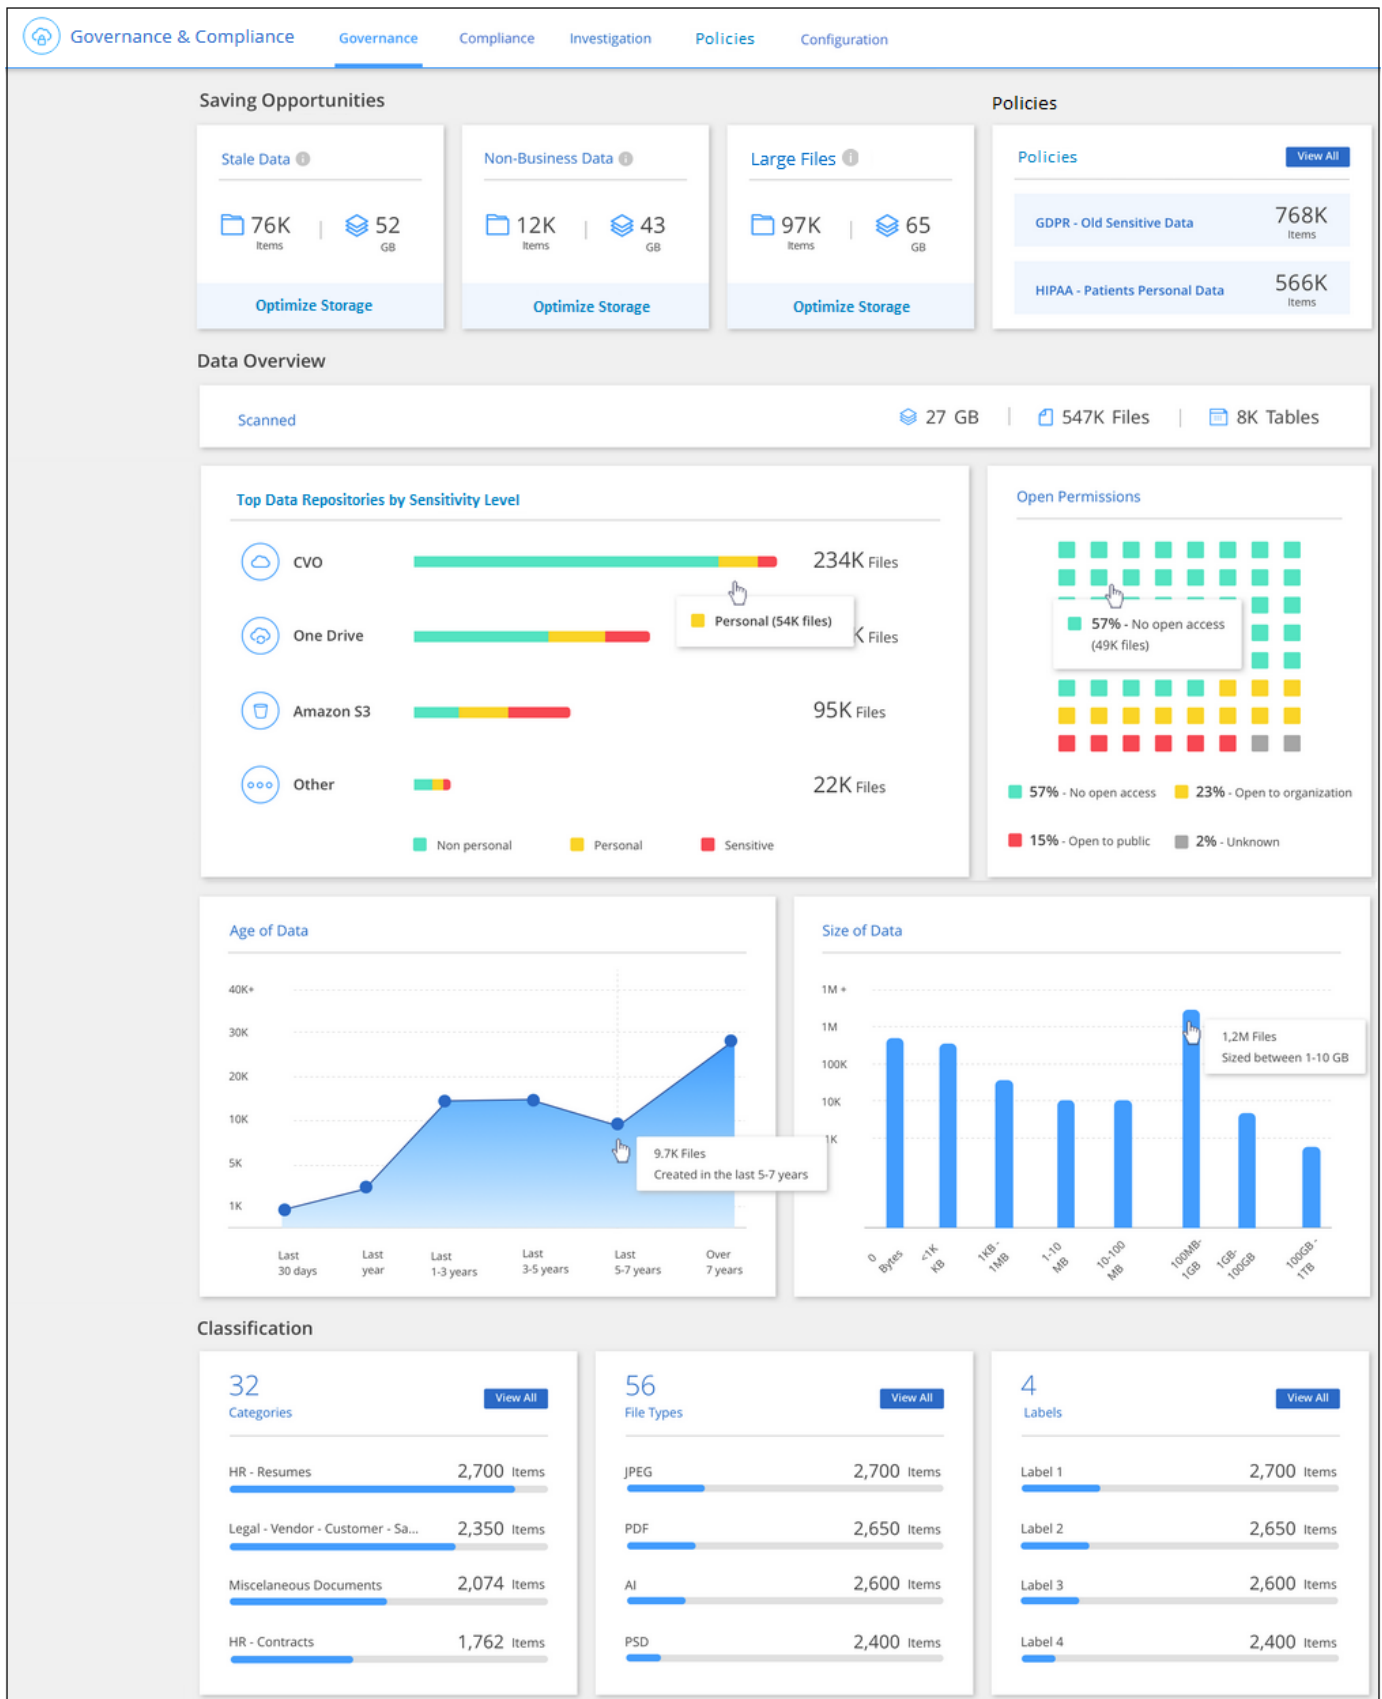 Governance & Compliance
Governance
Compliance
Investigation
Policies
Configuration
Saving Opportunities
Policies
Stale Data
76K
Items
52
GB
Optimize Storage
Non-Business Data
12K
Items
43
GB
Optimize Storage
Large Files
97K
Items
65
GB
Optimize Storage
Policies
View All
GDPR - Old Sensitive Data
768K
Items
HIPAA - Patients Personal Data
566K
Items
Data Overview
Scanned
27 GB
547K Files
8K Tables
Top Data Repositories by Sensitivity Level
CVO
234K Files
Personal (54K files)
One Drive
K Files
Amazon S3
95K Files
Other
22K Files
Non personal
Personal
Sensitive
Open Permissions
57% - No open access
(49K files)
57% - No open access
23% - Open to organization
15% - Open to public
2% - Unknown
Age of Data
40K+
30K
20K
10K
5K
1K
9.7K Files
Created in the last 5-7 years
Last
30 days
Last
year
Last
1-3 years
Last
3-5 years
Last
5-7 years
Over
7 years
Size of Data
1M +
1M
100K
10K
1K
1,2M Files
Sized between 1-10 GB
0
Bytes
<1K
KB
1KB -
1MB
1-10
MB
10-100
MB
100MB-
1GB
1GB-
100GB
100GB -
1TB
Classification
32
Categories
View All
HR - Resumes
2,700 Items
Legal - Vendor - Customer - Sa...
2,350 Items
Miscelaneous Documents
2,074 Items
HR - Contracts
1,762 Items
56
File Types
View All
JPEG
2,700 Items
PDF
2,650 Items
AI
2,600 Items
PSD
2,400 Items
4
Labels
View All
Label 1
2,700 Items
Label 2
2,650 Items
Label 3
2,600 Items
Label 4
2,400 Items